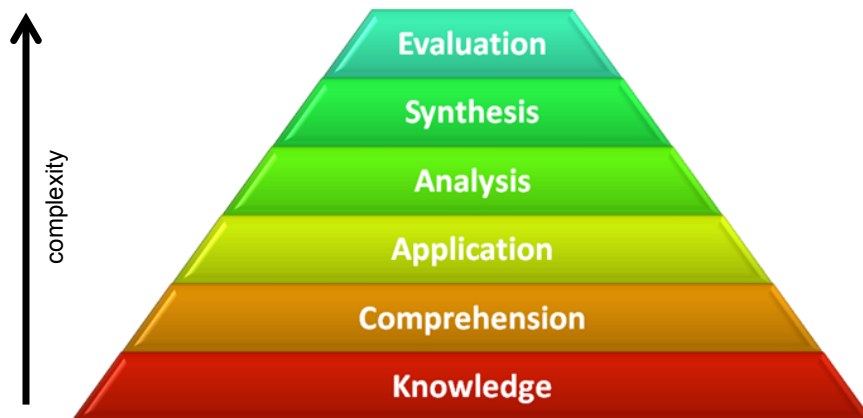 Evaluation
Synthesis
Analysis
Application
Comprehension
Knowledge
complexity